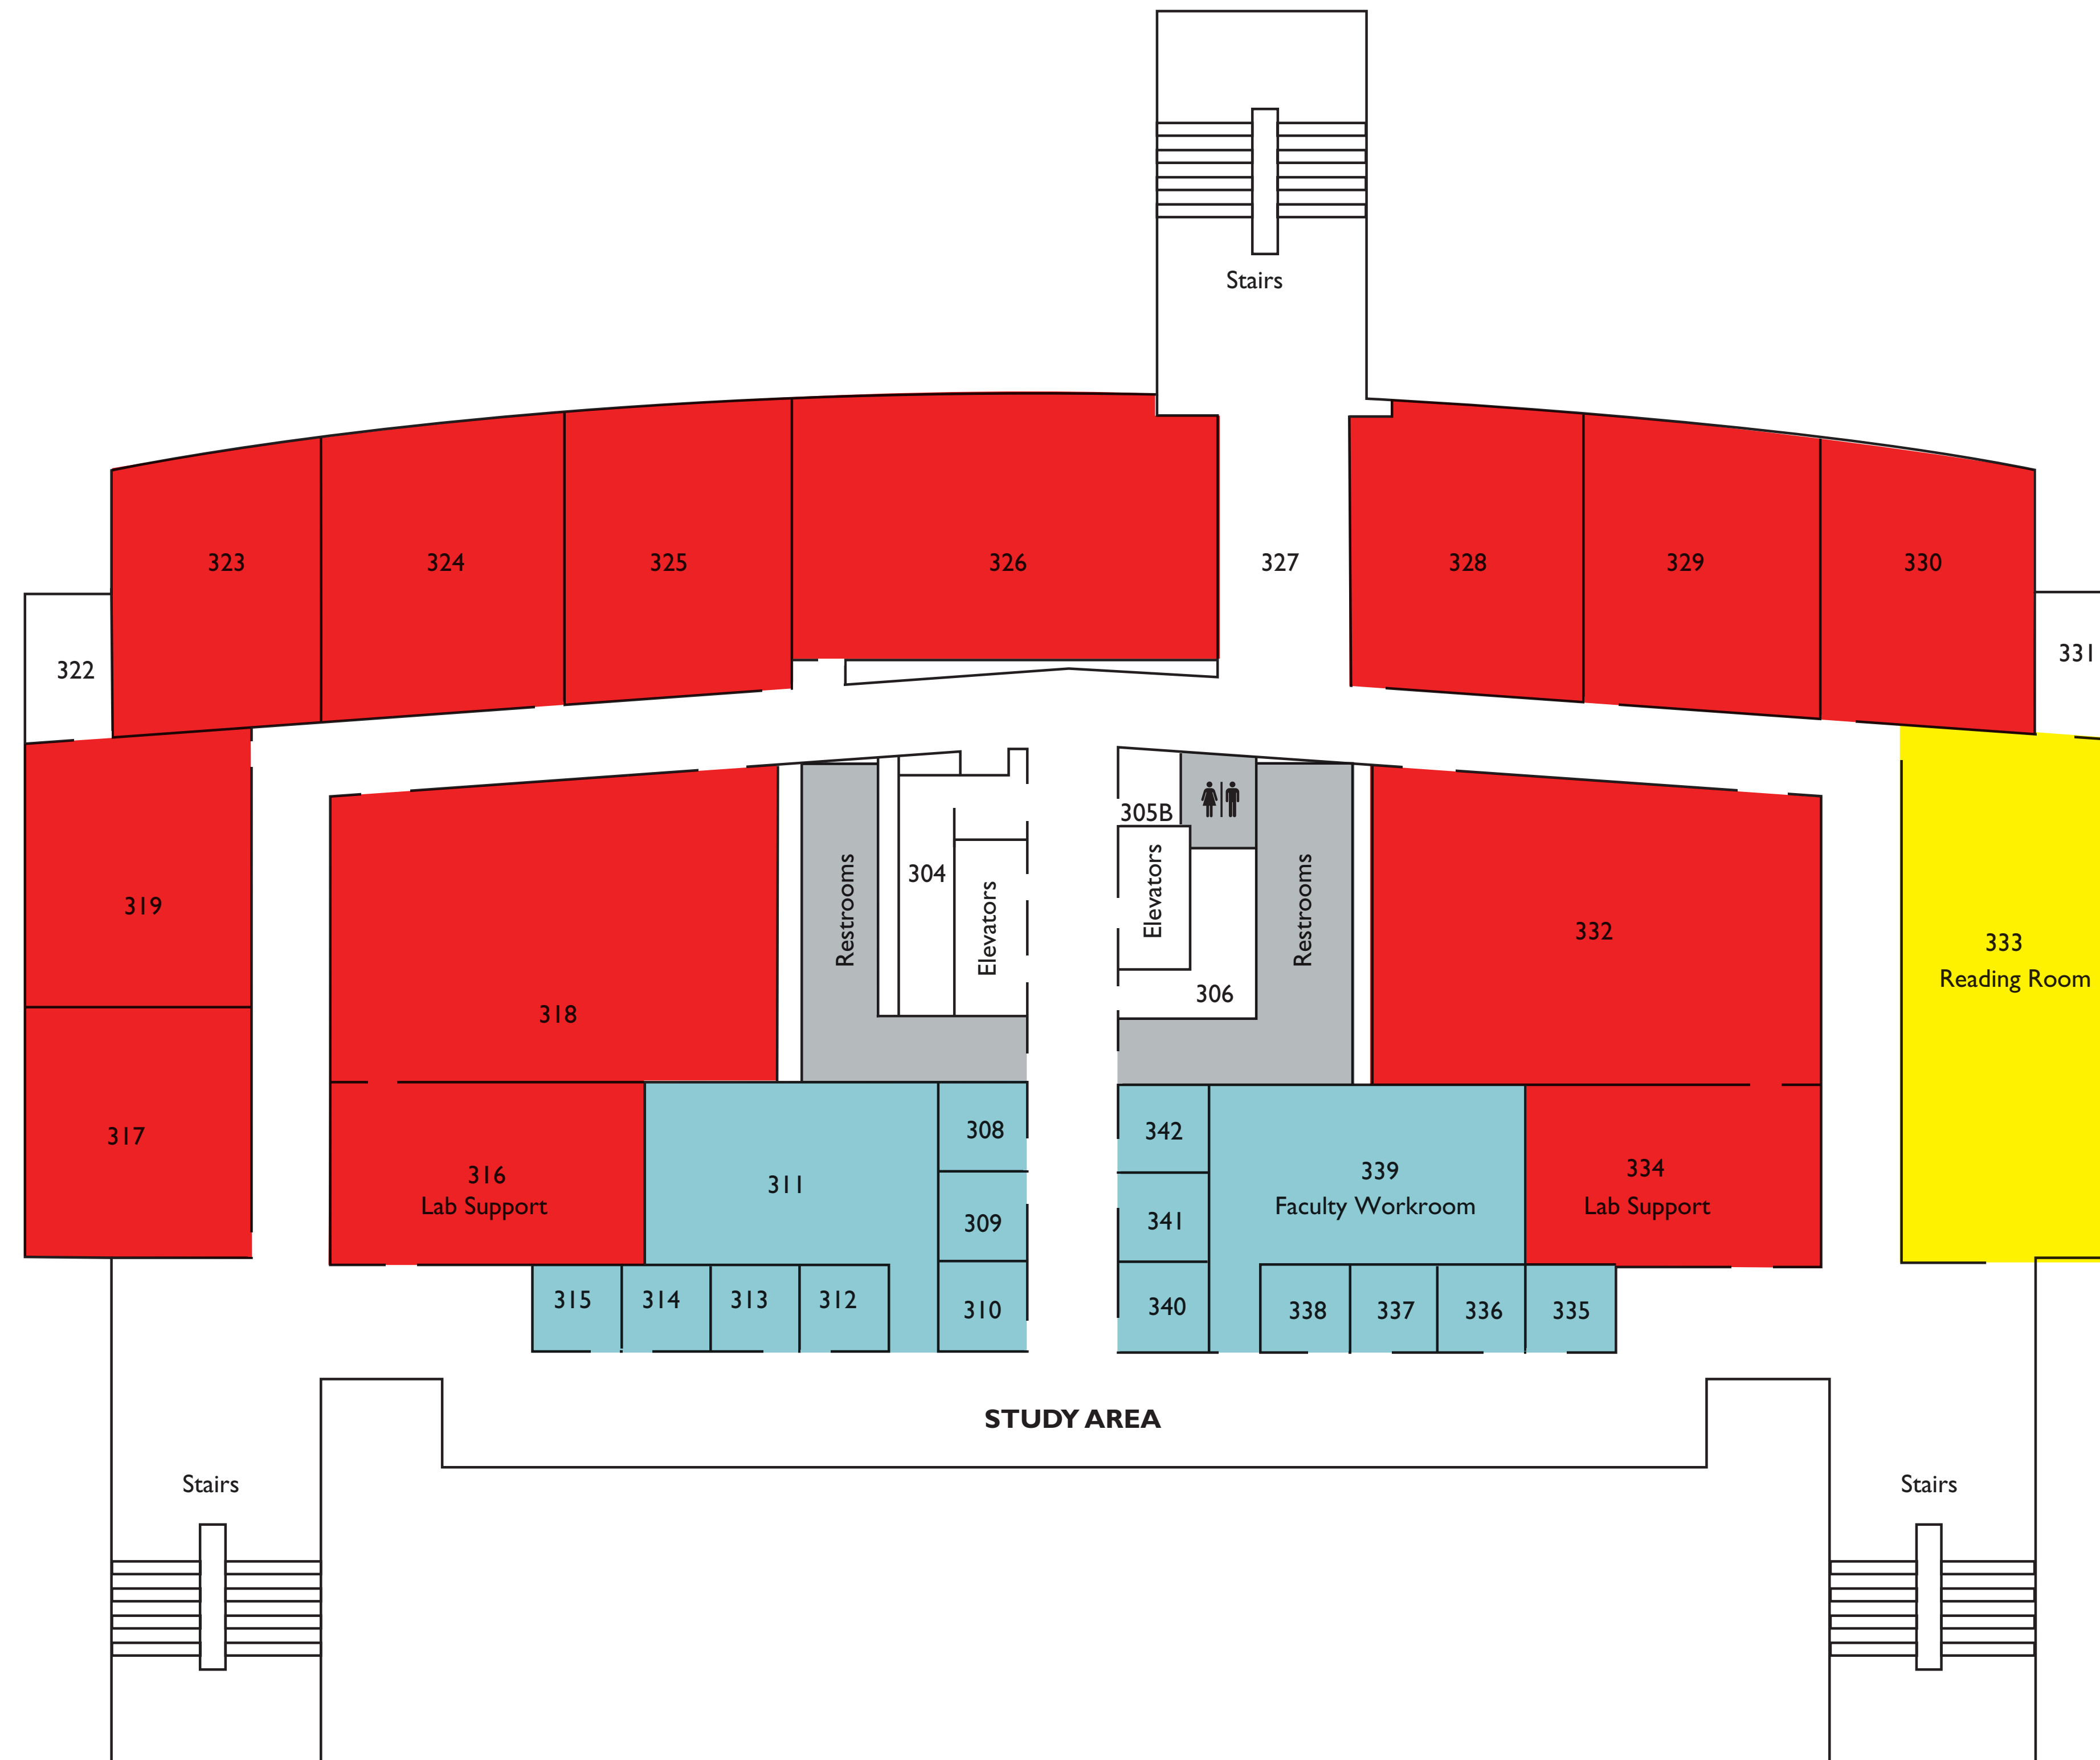 Stairs
323
324
325
326
327
328
329
330
322
331
305B
304
Restrooms
Elevators
Elevators
Restrooms
306
319
318
332
333
Reading Room
317
316
Lab Support
311
308
309
310
342
341
340
339
Faculty Workroom
334
Lab Support
315
314
313
312
338
337
336
335
STUDY AREA
Stairs
Stairs